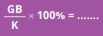 GB
K × 100% = .......